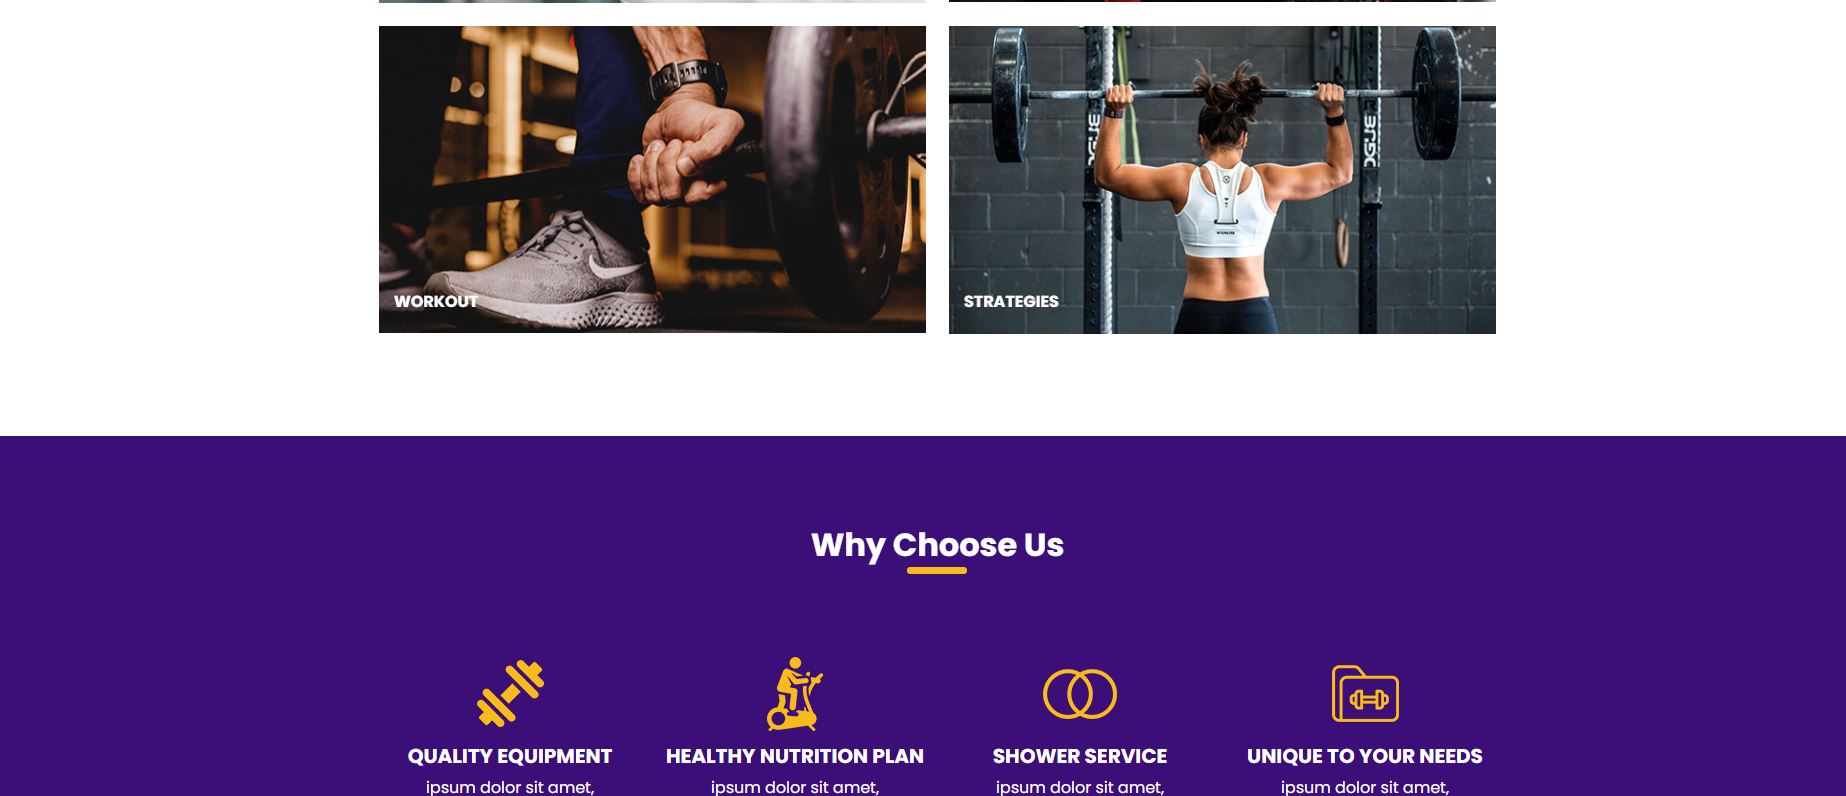 WORKOUT
STRATEGIES
Why Choose Us
QUALITY EQUIPMENT
HEALTHY NUTRITION PLAN
SHOWER SERVICE
UNIQUE TO YOUR NEEDS
ipsum dolor sit amet,
ipsum dolor sit amet,
ipsum dolor sit amet,
ipsum dolor sit amet,